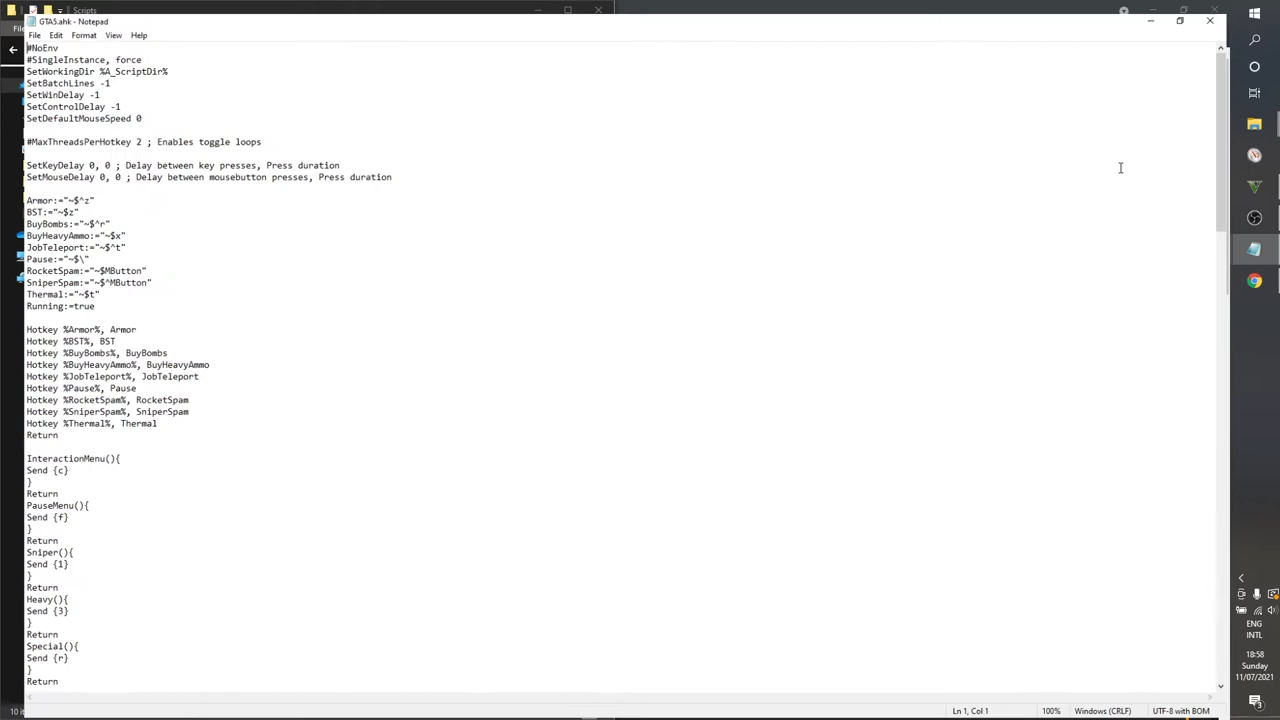 Scripts
GTA5.ahk - Notepad
File Edit Format View Help
#NoEnv
#SingleInstance, force
SetWorkingDir %A_ScriptDir%
SetBatchLines -1
SetWinDelay -1
SetControlDelay -1
SetDefaultMouseSpeed 0
#MaxThreadsPerHotkey 2 ; Enables toggle loops
SetKeyDelay 0, 0 ; Delay between key presses, Press duration
SetMouseDelay 0, 0 ; Delay between mousebutton presses, Press duration
Armor:="~$^z"
BST:="~$z"
BuyBombs:="~$^r"
BuyHeavyAmmo:="~$x"
JobTeleport:="~$^t"
Pause:="~$\"
RocketSpam:="~$MButton"
SniperSpam:="~$^MButton"
Thermal:="~$t"
Running:=true
Hotkey %Armor%, Armor
Hotkey %BST%, BST
Hotkey %BuyBombs%, BuyBombs
Hotkey %BuyHeavyAmmo%, BuyHeavyAmmo
Hotkey %JobTeleport%, JobTeleport
Hotkey %Pause%, Pause
Hotkey %RocketSpam%, RocketSpam
Hotkey %SniperSpam%, SniperSpam
Hotkey %Thermal%, Thermal
Return
InteractionMenu(){
Send {c}
}
Return
PauseMenu(){
Send {f}
}
Return
Sniper(){
Send {1}
}
Return
Heavy(){
Send {3}
}
Return
Special(){
Send {r}
}
Return
Ln 1, Col 1 100% Windows (CRLF) UTF-8 with BOM
ENG
INTL
18:58
Sunday
11/07/2021